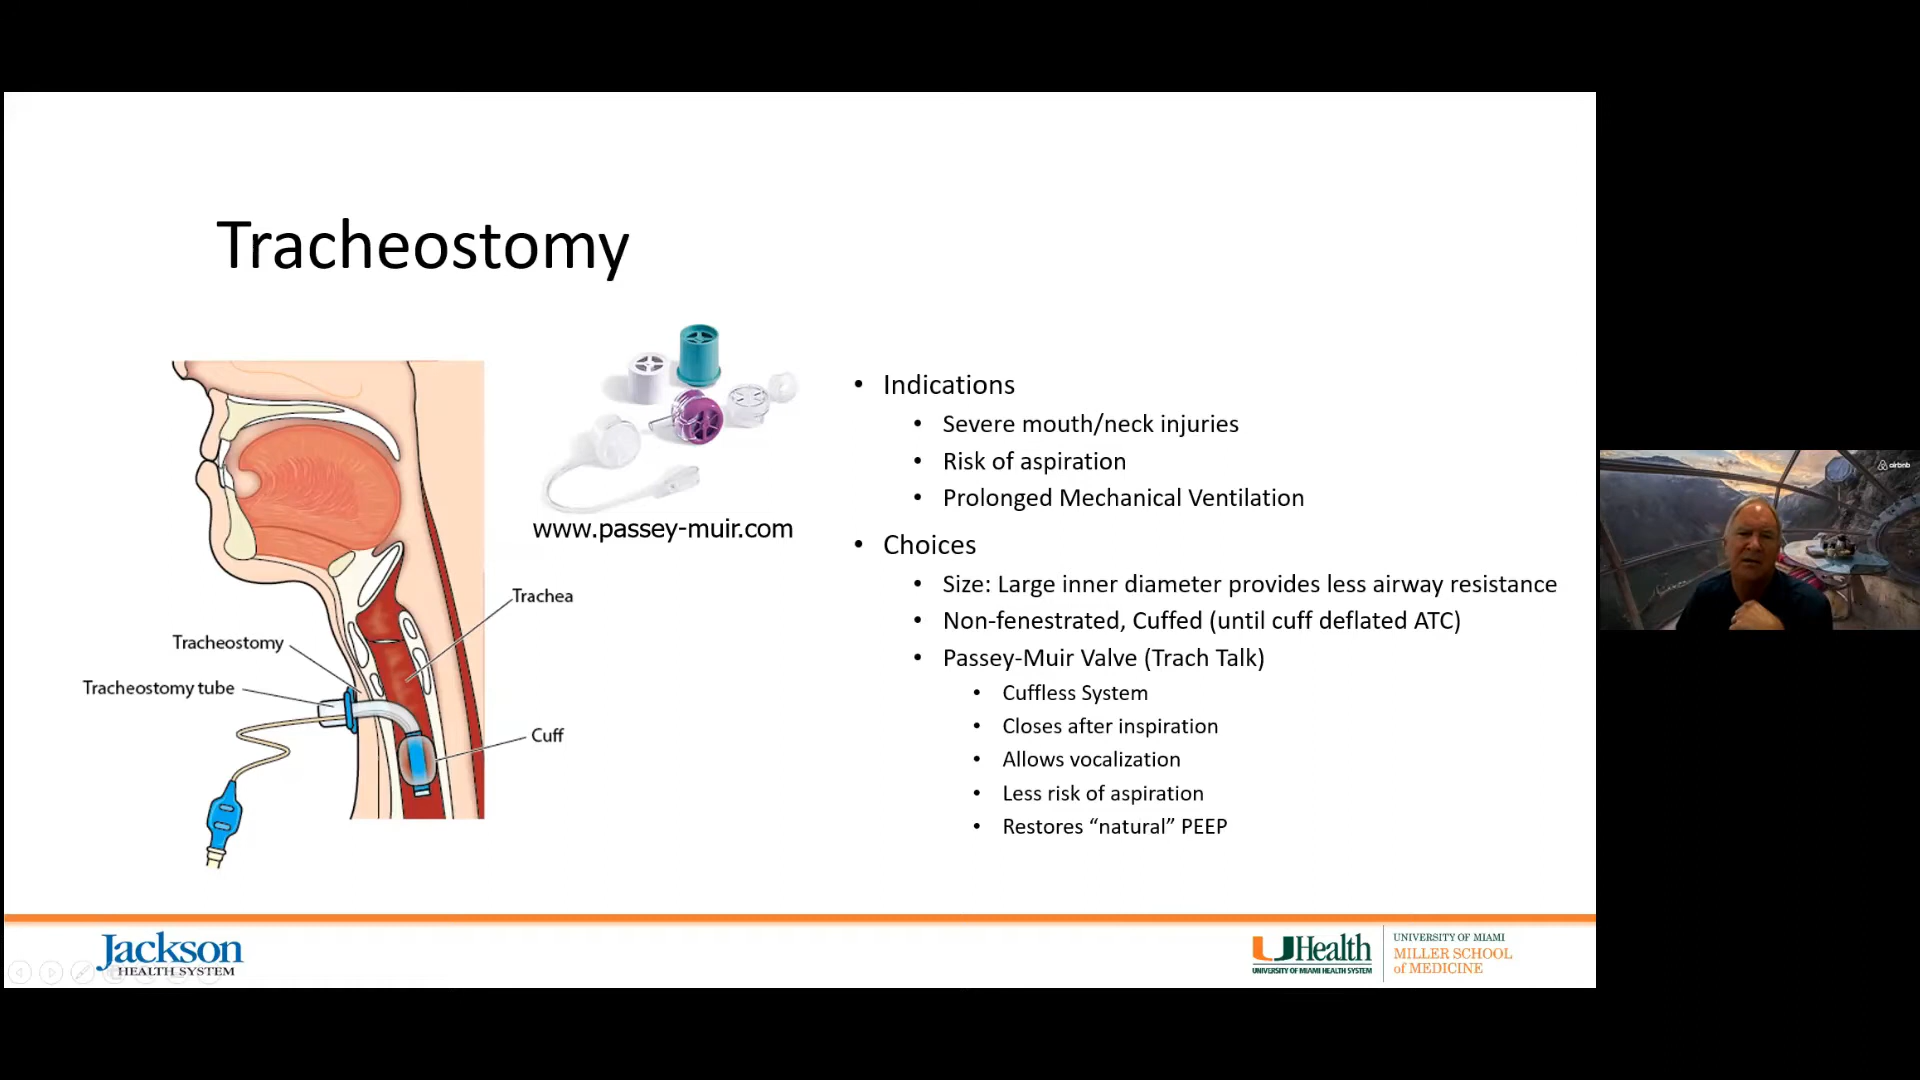 Tracheostomy
www.passey-muir.com
Trachea
Tracheostomy
Tracheostomy tube
Cuff
• Indications
• Severe mouth/neck injuries
• Risk of aspiration
• Prolonged Mechanical Ventilation
• Choices
• Size: Large inner diameter provides less airway resistance
• Non-fenestrated, Cuffed (until cuff deflated ATC)
• Passey-Muir Valve (Trach Talk)
• Cuffless System
• Closes after inspiration
• Allows vocalization
• Less risk of aspiration
• Restores “natural” PEEP
airbnb
Jackson
HEALTH SYSTEM
UHealth
UNIVERSITY OF MIAMI HEALTH SYSTEM
UNIVERSITY OF MIAMI
MILLER SCHOOL
of MEDICINE